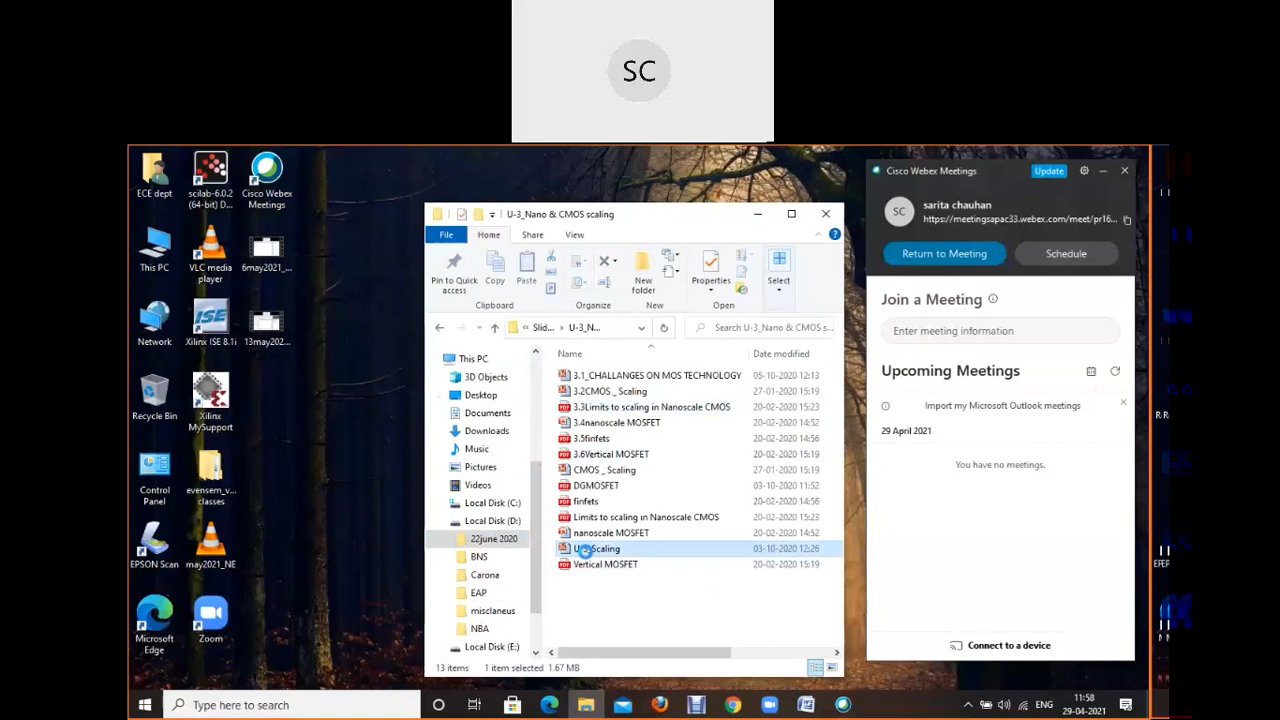 SC
ECE dept
scilab-6.0.2 (64-bit) D...
Cisco Webex Meetings
This PC
VLC media player
6may2021_...
Network
Xilinx ISE 8.1i
13may202...
Recycle Bin
Xilinx MySupport
Control Panel
evensem_v... classes
EPSON Scan
may2021_NE
Microsoft Edge
Zoom
U-3_Nano & CMOS scaling
File Home Share View
Pin to Quick access
Copy
Paste
New folder
Properties
Select
Clipboard Organize New Open
Slid... U-3_N...
Search U-3_Nano & CMOS s...
Name Date modified
This PC
3D Objects
Desktop
Documents
Downloads
Music
Pictures
Videos
Local Disk (C:)
Local Disk (D:)
22june 2020
BNS
Carona
EAP
misclaneus
NBA
Local Disk (E:)
3.1_CHALLANGES ON MOS TECHNOLOGY 05-10-2020 12:13
3.2CMOS _ Scaling 27-01-2020 15:19
3.3Limits to scaling in Nanoscale CMOS 20-02-2020 15:23
3.4nanoscale MOSFET 20-02-2020 14:52
3.5finfets 20-02-2020 14:56
3.6Vertical MOSFET 20-02-2020 15:19
CMOS _ Scaling 27-01-2020 15:19
DGMOSFET 03-10-2020 11:52
finfets 20-02-2020 14:56
Limits to scaling in Nanoscale CMOS 20-02-2020 15:23
nanoscale MOSFET 20-02-2020 14:52
Scaling 03-10-2020 12:26
Vertical MOSFET 20-02-2020 15:19
13 items 1 item selected 1.67 MB
Cisco Webex Meetings Update
SC
sarita chauhan
https://meetingsapac33.webex.com/meet/pr16...
Return to Meeting Schedule
Join a Meeting
Enter meeting information
Upcoming Meetings
Import my Microsoft Outlook meetings
29 April 2021
You have no meetings.
Connect to a device
Type here to search
ENG
11:58
29-04-2021